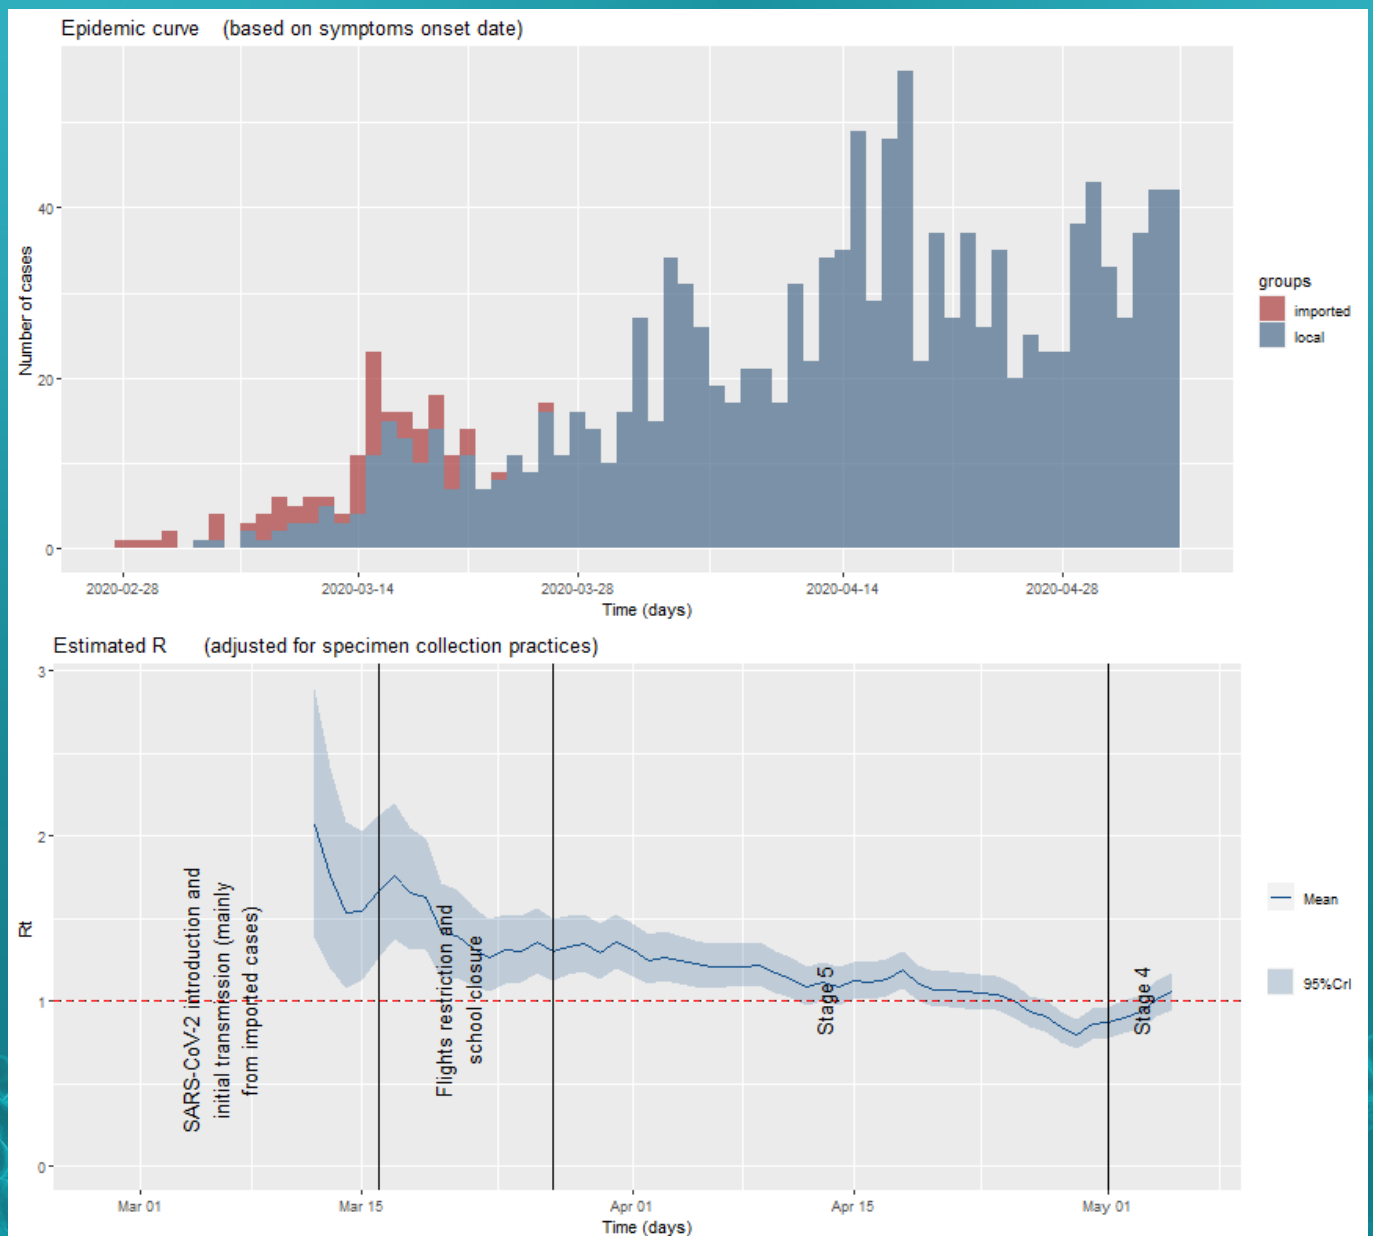 Epidemic curve (based on symptoms onset date)
Number of cases
40
20
0
2020-02-28
2020-03-14
2020-03-28
2020-04-14
2020-04-28
Time (days)
groups
imported
local
Estimated R (adjusted for specimen collection practices)
Rt
3
2
1
0
SARS-CoV-2 introduction and
initial transmission (mainly
from imported cases)
Flights restriction and
school closure
Stage 5
Stage 4
Mar 01
Mar 15
Apr 01
Apr 15
May 01
Time (days)
Mean
95%CrI